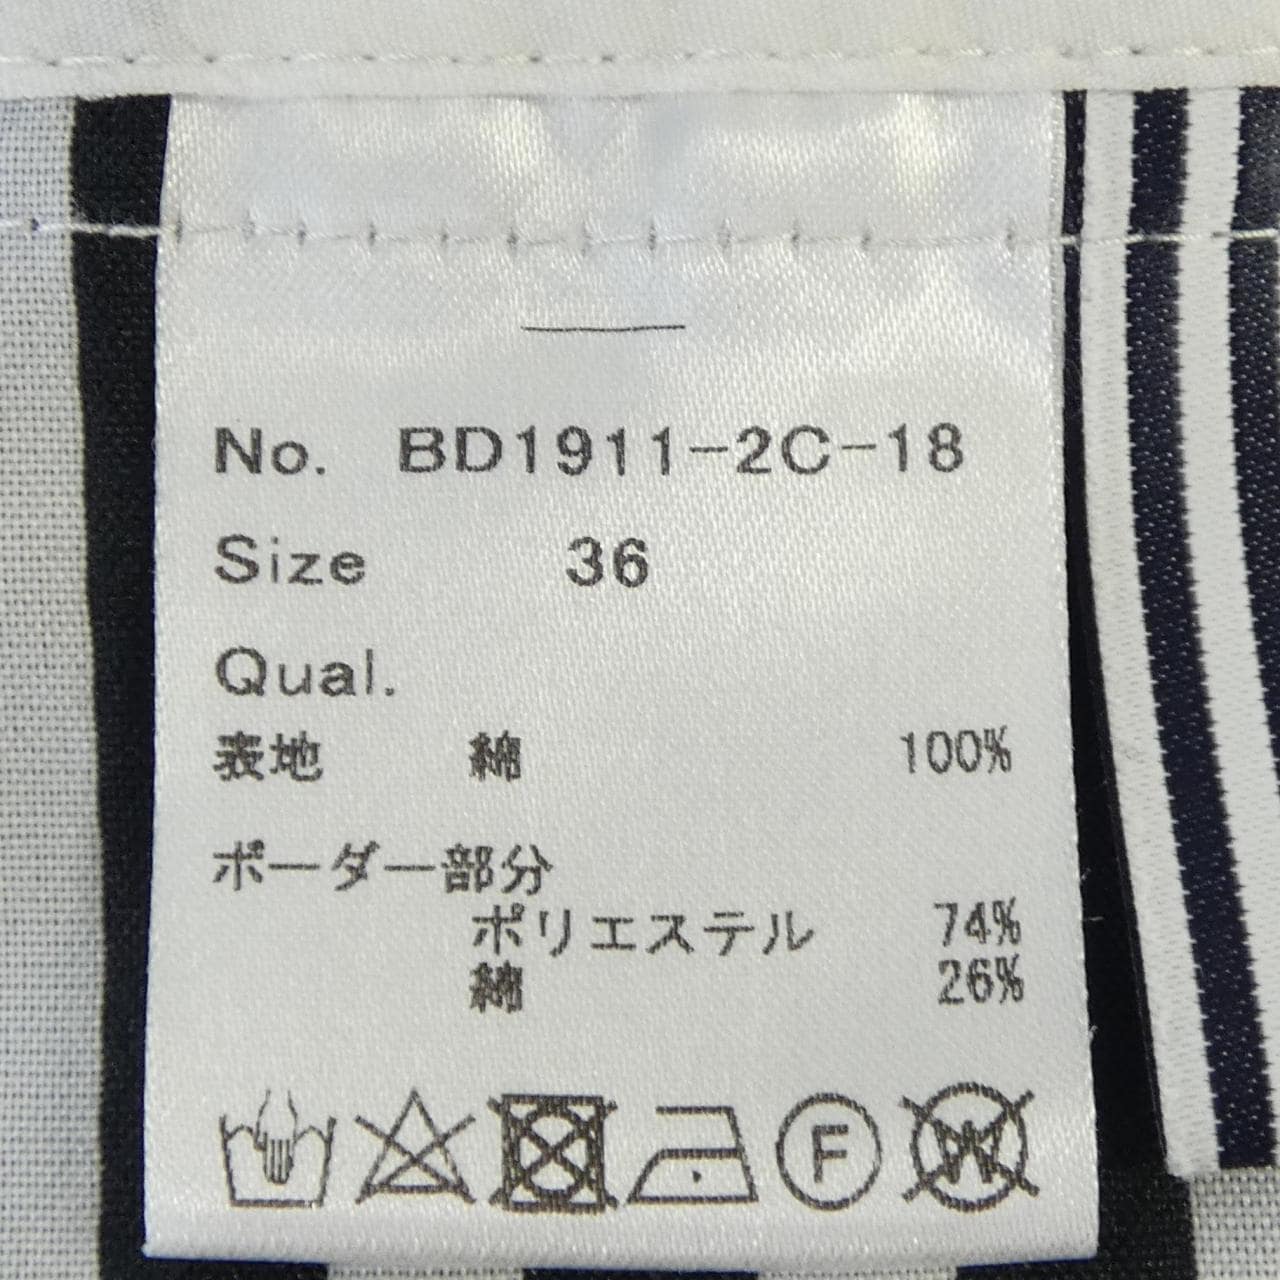 No. BD1911-2C-18
Size 36
Qual.
表地 綿 100%
ボーダー部分
ポリエステル 74%
綿 26%
F
W